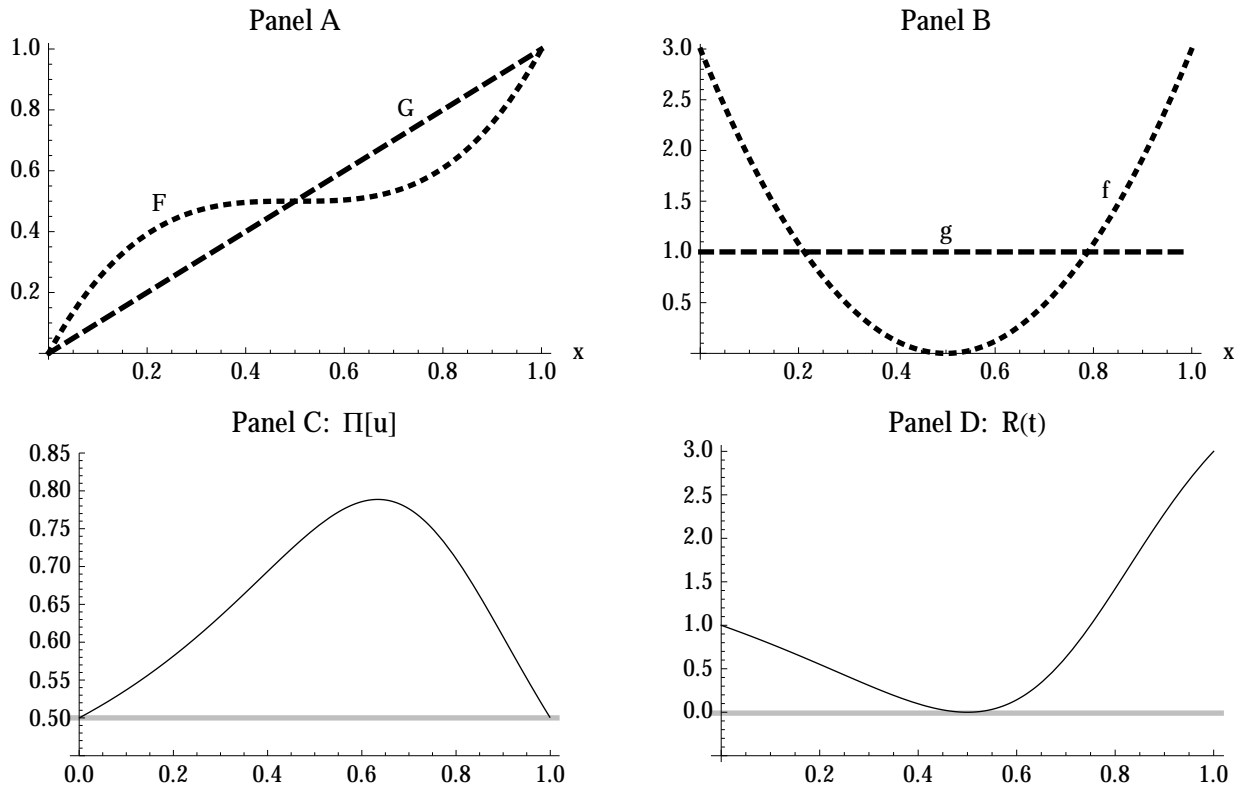 Panel A
1.0
0.8
0.6
0.4
0.2
G
F
0.2 0.4 0.6 0.8 1.0
x
Panel B
3.0
2.5
2.0
1.5
1.0
0.5
f
g
0.2 0.4 0.6 0.8 1.0
x
Panel C: Π[u]
0.85
0.80
0.75
0.70
0.65
0.60
0.55
0.50
0.0 0.2 0.4 0.6 0.8 1.0
Panel D: R(t)
3.0
2.5
2.0
1.5
1.0
0.5
0.0
0.2 0.4 0.6 0.8 1.0